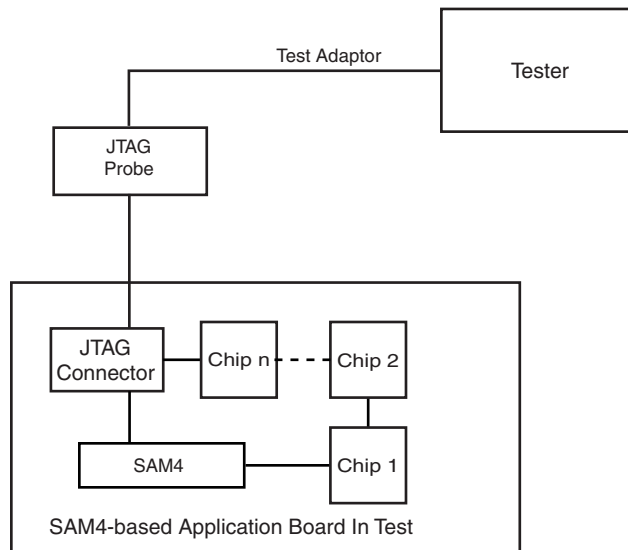 Test Adaptor
Tester
JTAG
Probe
JTAG
Connector
Chip n
Chip 2
SAM4
Chip 1
SAM4-based Application Board In Test